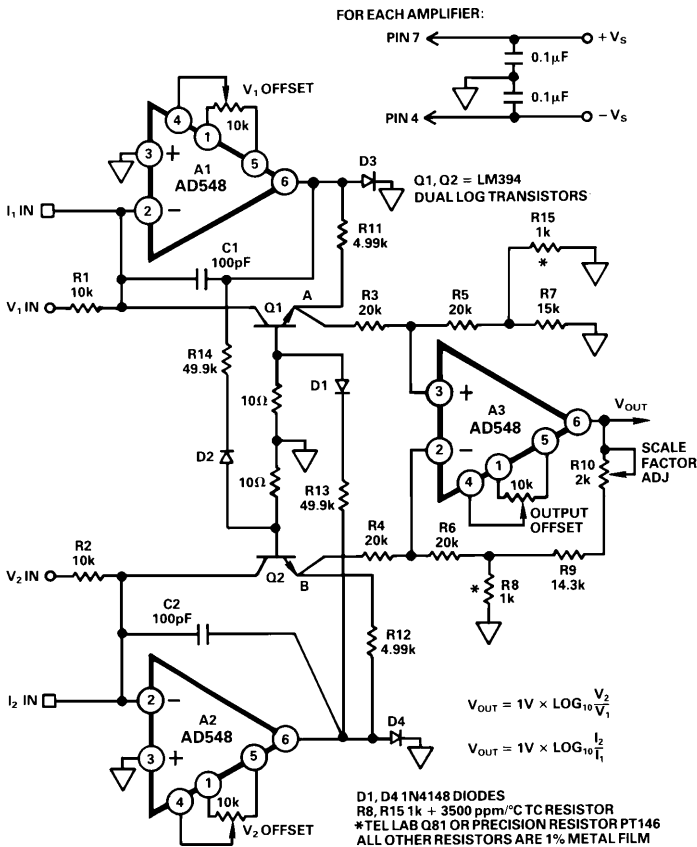 FOR EACH AMPLIFIER:
PIN 7
+ VS
0.1µF
0.1µF
PIN 4
– VS
V1 OFFSET
4
10k
1
3
+
5
A1
AD548
6
D3
Q1, Q2 = LM394
DUAL LOG TRANSISTORS
I1 IN
2
–
R11
4.99k
R15
1k
*
C1
100pF
R1
10k
V1 IN
Q1
A
R3
20k
R5
20k
R7
15k
R14
49.9k
D1
10Ω
3
+
A3
AD548
6
VOUT
2
–
5
1
4
10k
OUTPUT
OFFSET
R10
2k
SCALE
FACTOR
ADJ
D2
10Ω
R13
49.9k
R4
20k
R6
20k
R2
10k
V2 IN
Q2
B
* R8
1k
R9
14.3k
C2
100pF
R12
4.99k
I2 IN
2
–
A2
AD548
6
D4
3
+
5
1
4
10k
V2 OFFSET
VOUT = 1V × LOG10 V2/V1
VOUT = 1V × LOG10 I2/I1
D1, D4 1N4148 DIODES
R8, R15 1k + 3500 ppm/°C TC RESISTOR
*TEL LAB Q81 OR PRECISION RESISTOR PT146
ALL OTHER RESISTORS ARE 1% METAL FILM